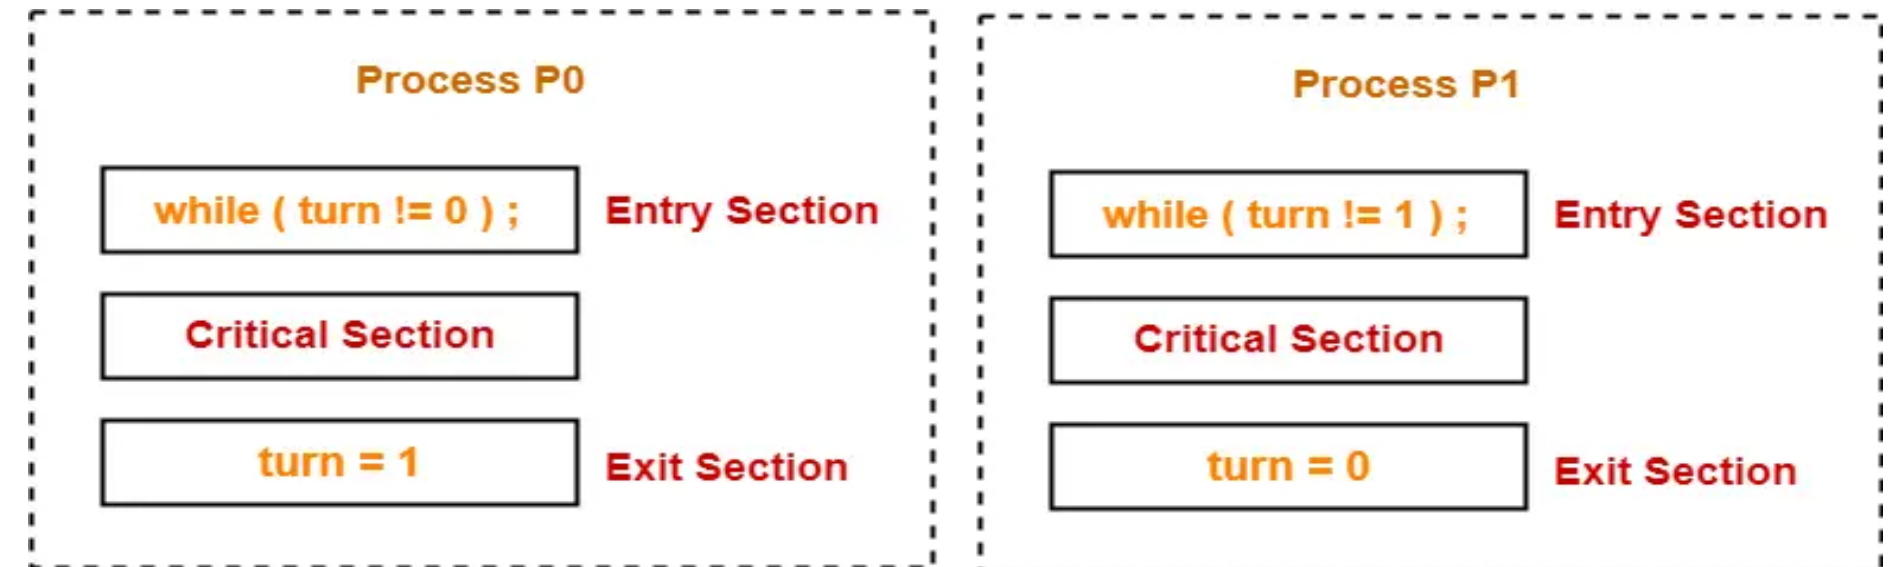 Process P0
while ( turn != 0 ) ;
Entry Section
Critical Section
turn = 1
Exit Section
Process P1
while ( turn != 1 ) ;
Entry Section
Critical Section
turn = 0
Exit Section